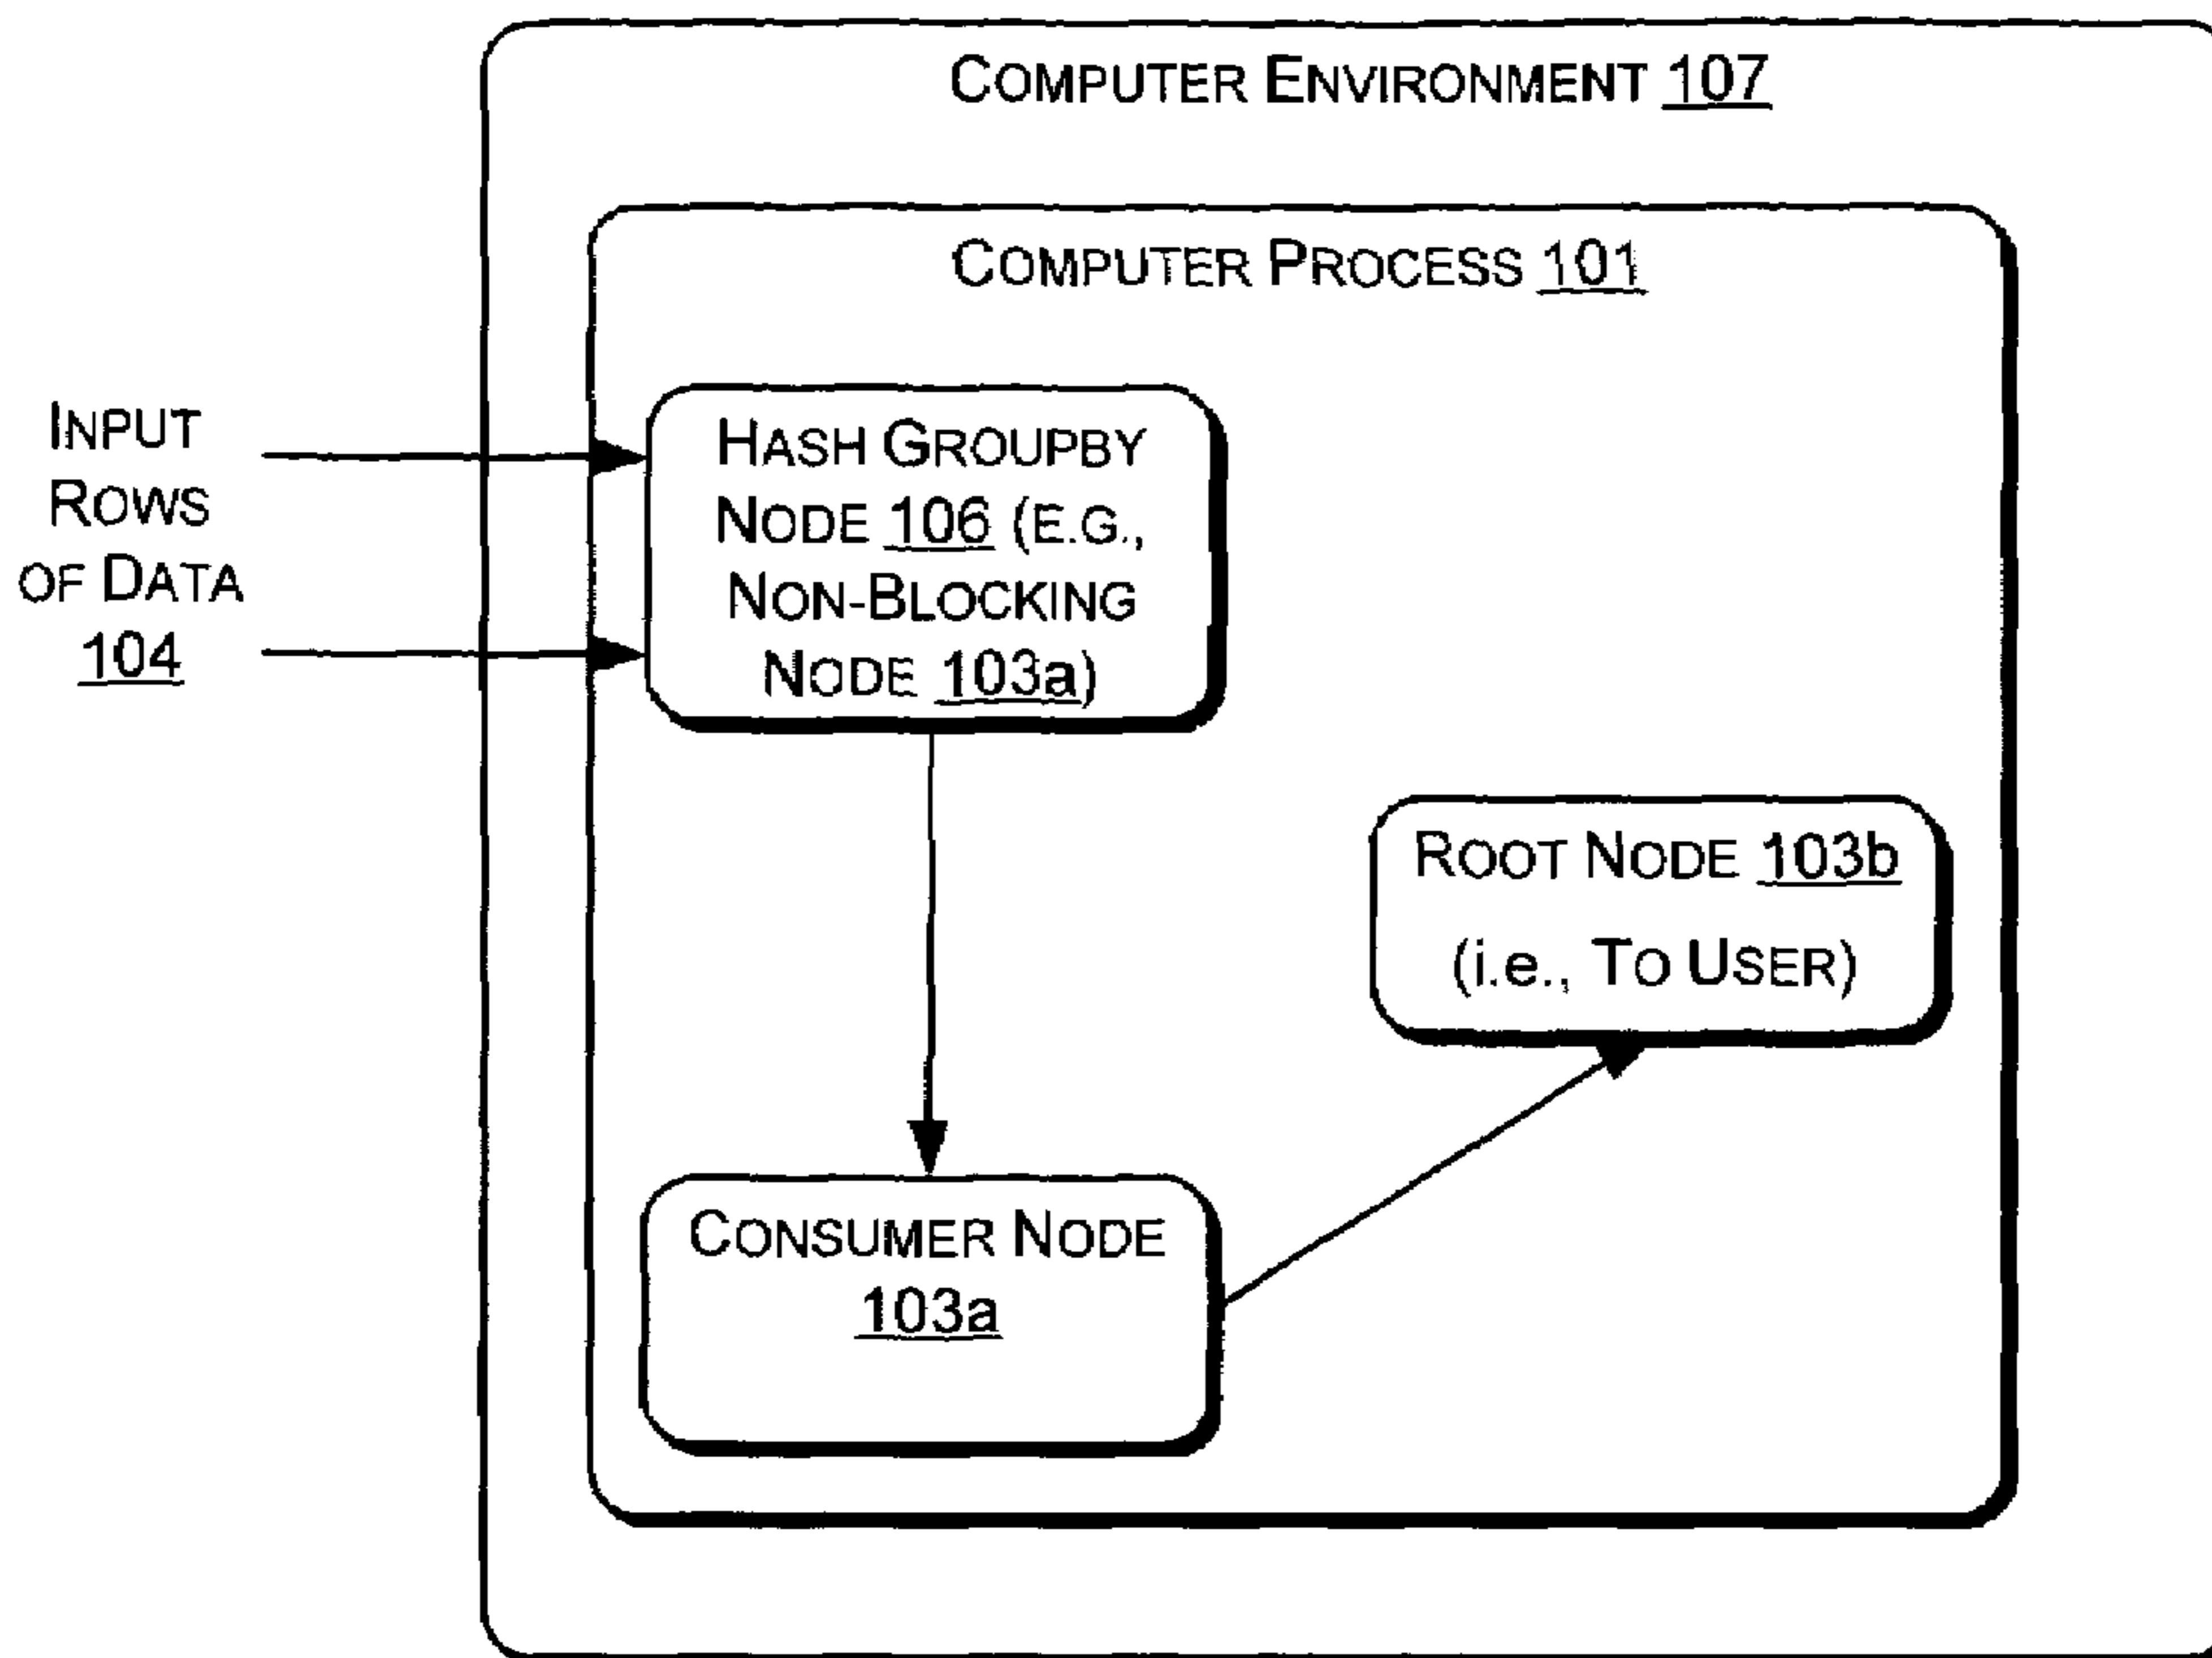 COMPUTER ENVIRONMENT 107
COMPUTER PROCESS 101
INPUT
ROWS
OF DATA
104
HASH GROUPBY
NODE 106 (E.G.,
NON-BLOCKING
NODE 103a)
ROOT NODE 103b
(i.e., TO USER)
CONSUMER NODE
103a